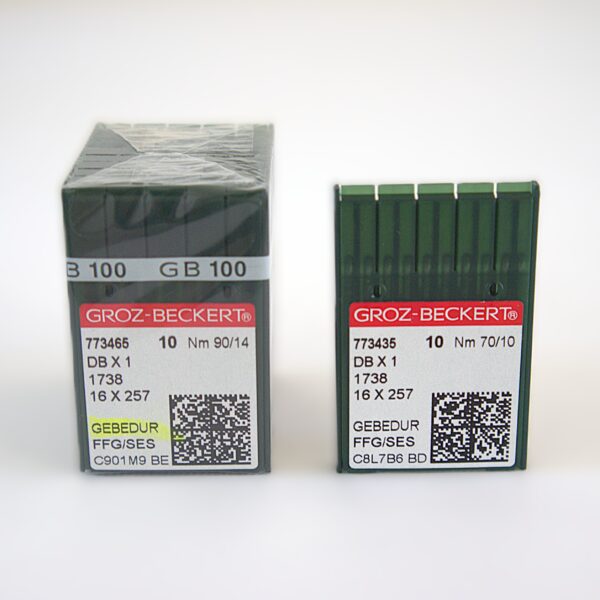 B 100 GB 100
GROZ-BECKERT®
773465 10 Nm 90/14
DB X 1
1738
16 X 257
GEBEDUR
FFG/SES
C901M9 BE
GROZ-BECKERT®
773435 10 Nm 70/10
DB X 1
1738
16 X 257
GEBEDUR
FFG/SES
C8L7B6 BD